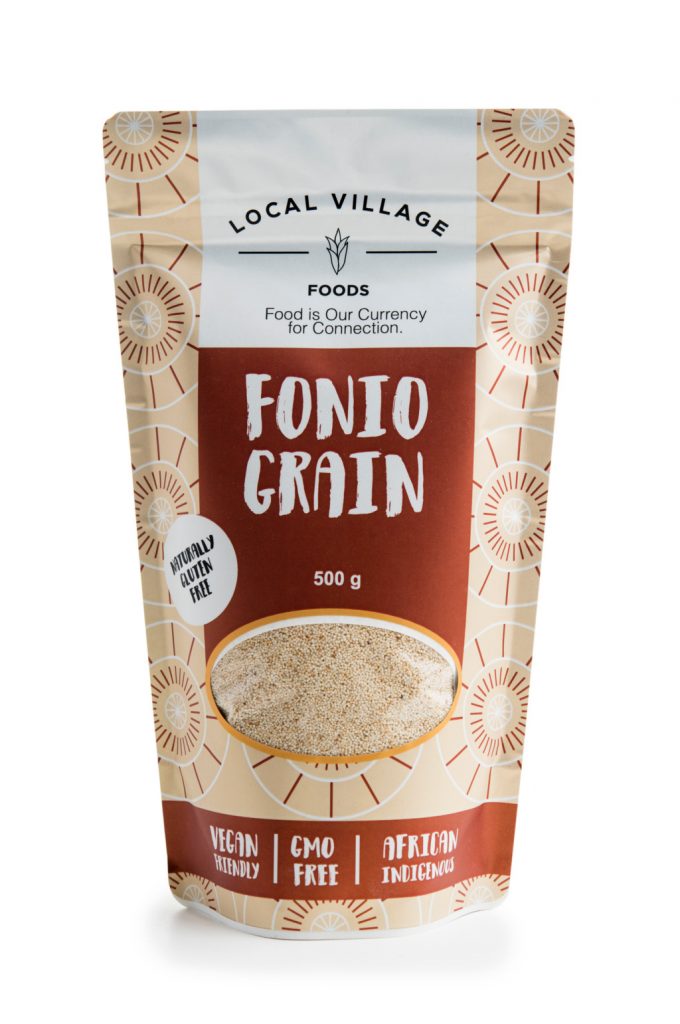 LOCAL VILLAGE
FOODS
Food is Our Currency
for Connection.
FONIO
GRAIN
NATURALLY
GLUTEN
FREE
500 g
VEGAN
FRIENDLY
GMO
FREE
AFRICAN
INDIGENOUS